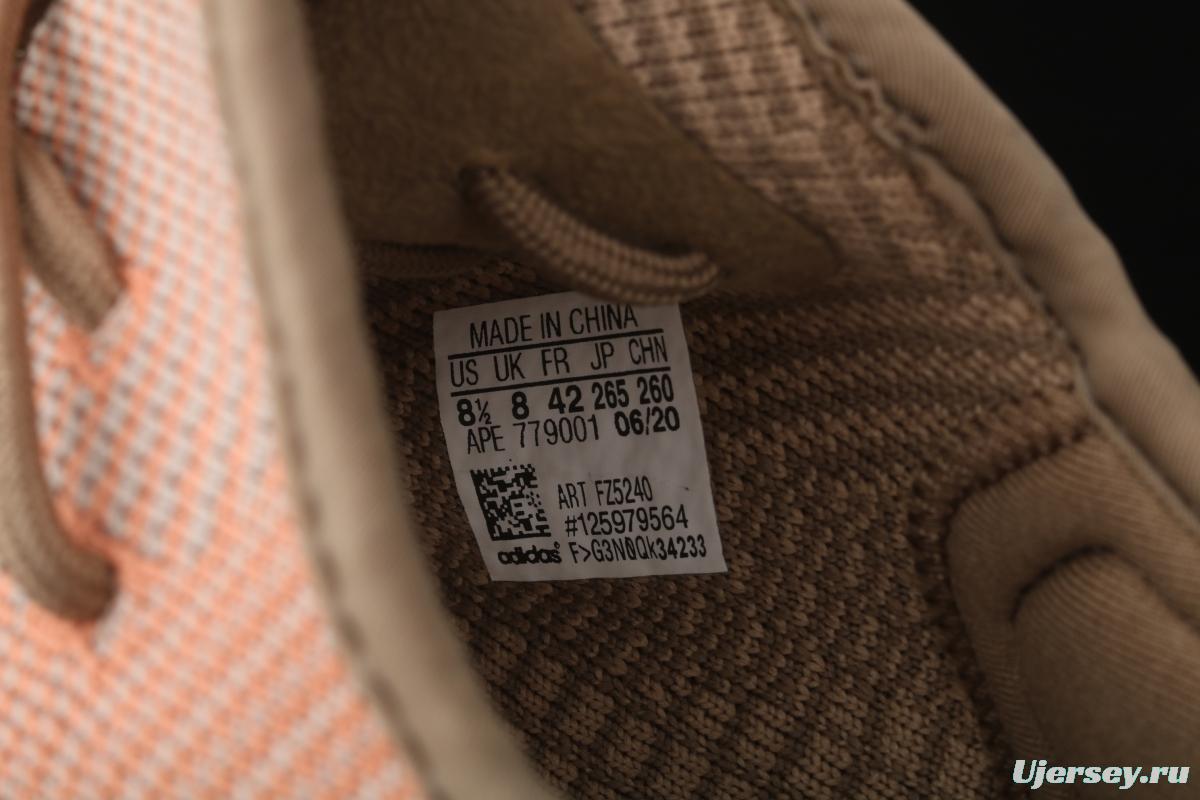 MADE IN CHINA
US UK FR JP CHN
8½ 8 42 265 260
APE 779001 06/20
ART FZ5240
#125979564
adidas® F>G3N0Qk34233
Ujersey.ru